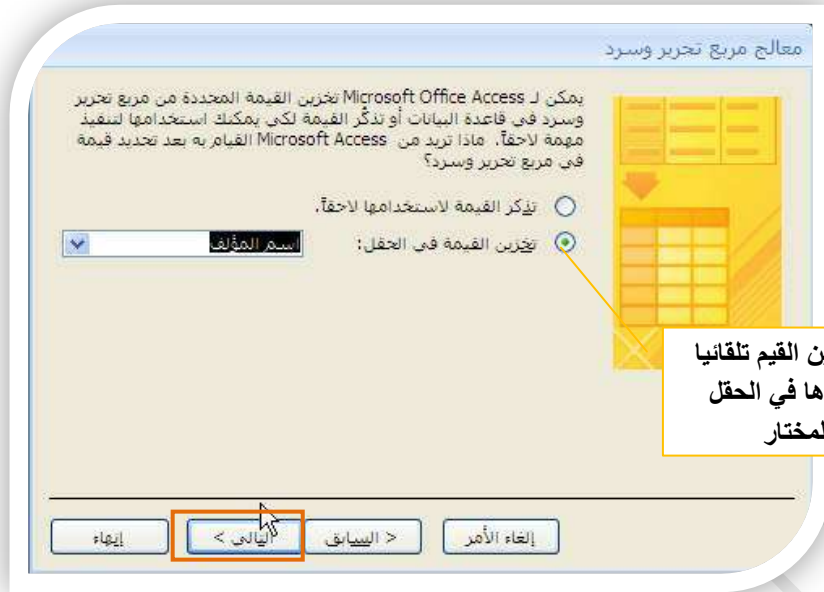 معالج مربع تحرير وسرد
يمكن لـ Microsoft Office Access تخزين القيمة المحددة من مربع تحرير
وسرد في قاعدة البيانات أو تذكّر القيمة لكي يمكنك استخدامها لتنفيذ
مهمة لاحقاً. ماذا تريد من Microsoft Access القيام به بعد تحديد قيمة
في مربع تحرير وسرد؟
تذكر القيمة لاستخدامها لاحقاً.
تخزين القيمة في الحقل: اسم المؤلف
القيم تلقائيا
في الحقل
إلغاء الأمر < السابق التالي > إنهاء